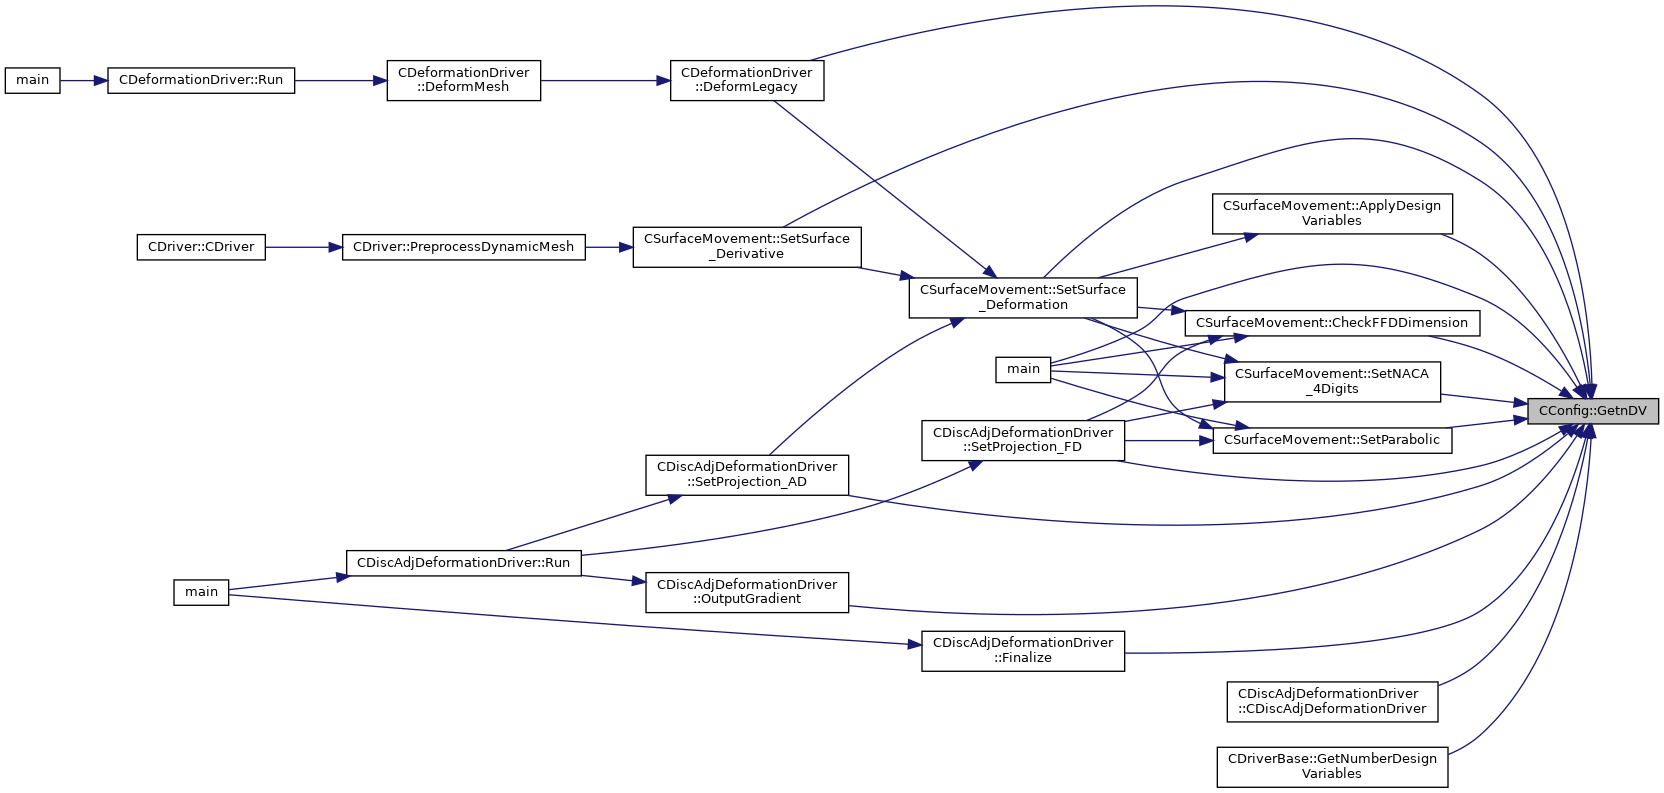 main
CDeformationDriver::Run
CDeformationDriver
::DeformMesh
CDeformationDriver
::DeformLegacy
CSurfaceMovement::ApplyDesign
Variables
CDriver::CDriver
CDriver::PreprocessDynamicMesh
CSurfaceMovement::SetSurface
_Derivative
CSurfaceMovement::SetSurface
_Deformation
CSurfaceMovement::CheckFFDDimension
main
CSurfaceMovement::SetNACA
_4Digits
CConfig::GetnDV
CDiscAdjDeformationDriver
::SetProjection_FD
CSurfaceMovement::SetParabolic
CDiscAdjDeformationDriver
::SetProjection_AD
CDiscAdjDeformationDriver::Run
main
CDiscAdjDeformationDriver
::OutputGradient
CDiscAdjDeformationDriver
::Finalize
CDiscAdjDeformationDriver
::CDiscAdjDeformationDriver
CDriverBase::GetNumberDesign
Variables